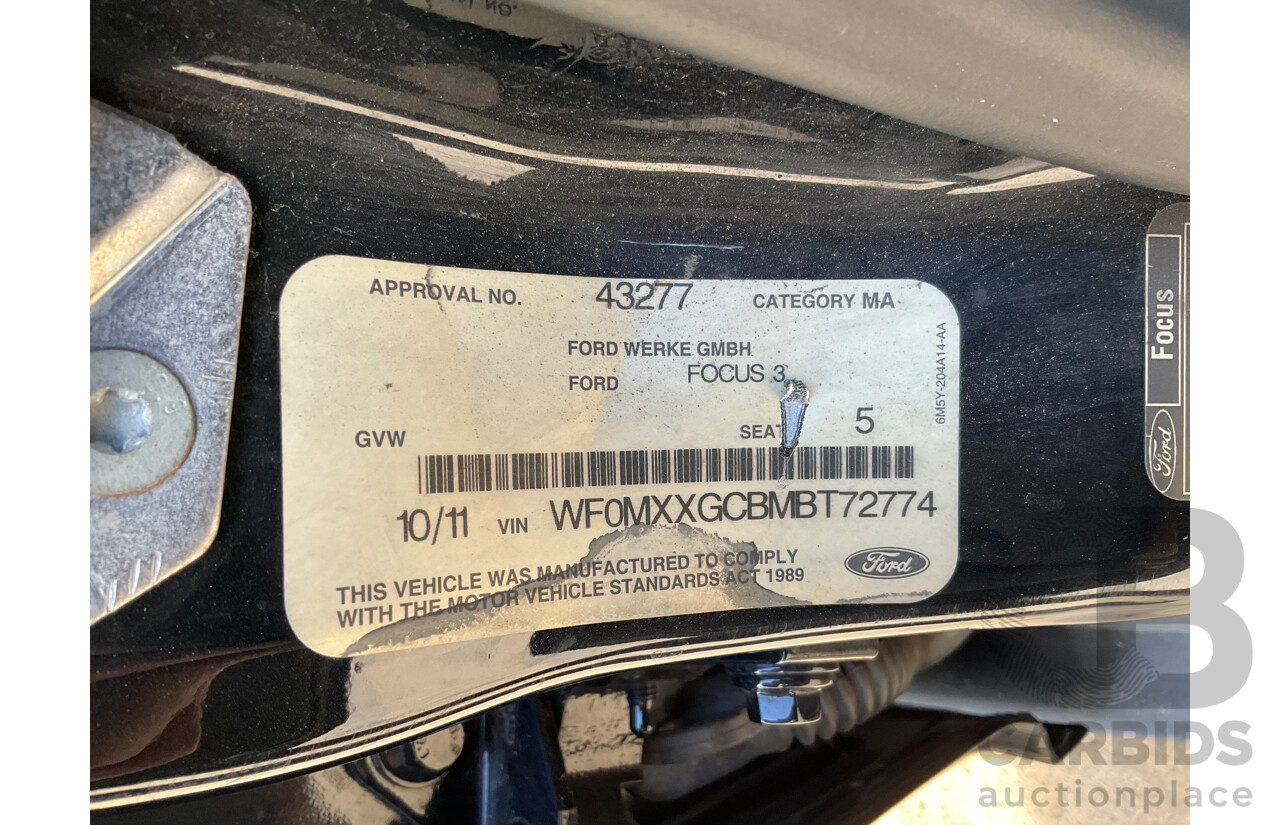 APPROVAL NO. 43277 CATEGORY MA
FORD WERKE GMBH
FORD FOCUS 3
6M5Y-204A14-AA
GVW SEAT 5
10/11 VIN WF0MXXGCBMBT72774
THIS VEHICLE WAS MANUFACTURED TO COMPLY
WITH THE MOTOR VEHICLE STANDARDS ACT 1989
Ford
Focus
Ford
B
CARBIDS
auctionplace